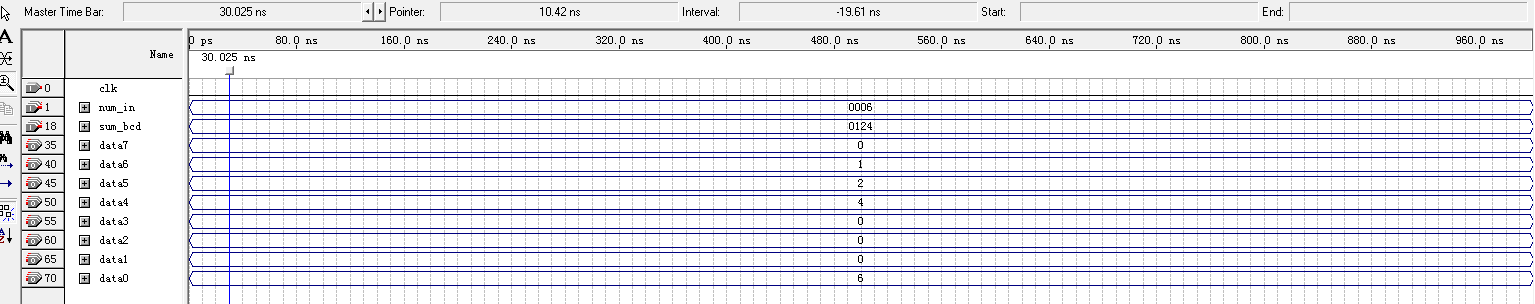 Master Time Bar: 30.025 ns Pointer: 10.42 ns Interval: -19.61 ns Start: End:
Name 0 ps 80.0 ns 160.0 ns 240.0 ns 320.0 ns 400.0 ns 480.0 ns 560.0 ns 640.0 ns 720.0 ns 800.0 ns 880.0 ns 960.0 ns
30.025 ns
0 clk
1 num_in 0006
18 sum_bcd 0124
35 data7 0
40 data6 1
45 data5 2
50 data4 4
55 data3 0
60 data2 0
65 data1 0
70 data0 6